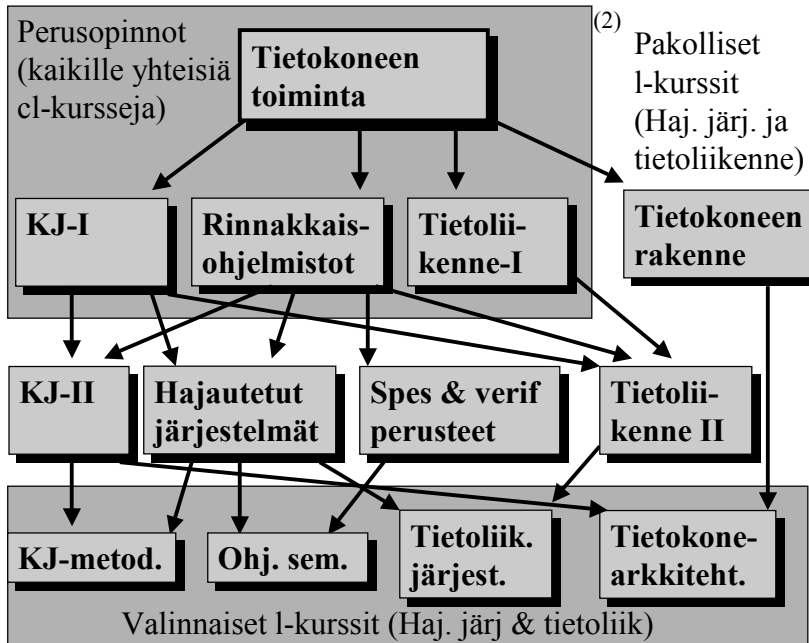 Perusopinnot
(kaikille yhteisiä
cl-kursseja)
Tietokoneen
toiminta
(2)
Pakolliset
l-kurssit
(Haj. järj. ja
tietoliikenne)
KJ-I
Rinnakkais-
ohjelmistot
Tietolii-
kenne-I
Tietokoneen
rakenne
KJ-II
Hajautetut
järjestelmät
Spes & verif
perusteet
Tietolii-
kenne II
KJ-metod.
Ohj. sem.
Tietoliik.
järjest.
Tietokone-
arkkiteht.
Valinnaiset l-kurssit (Haj. järj & tietoliik)